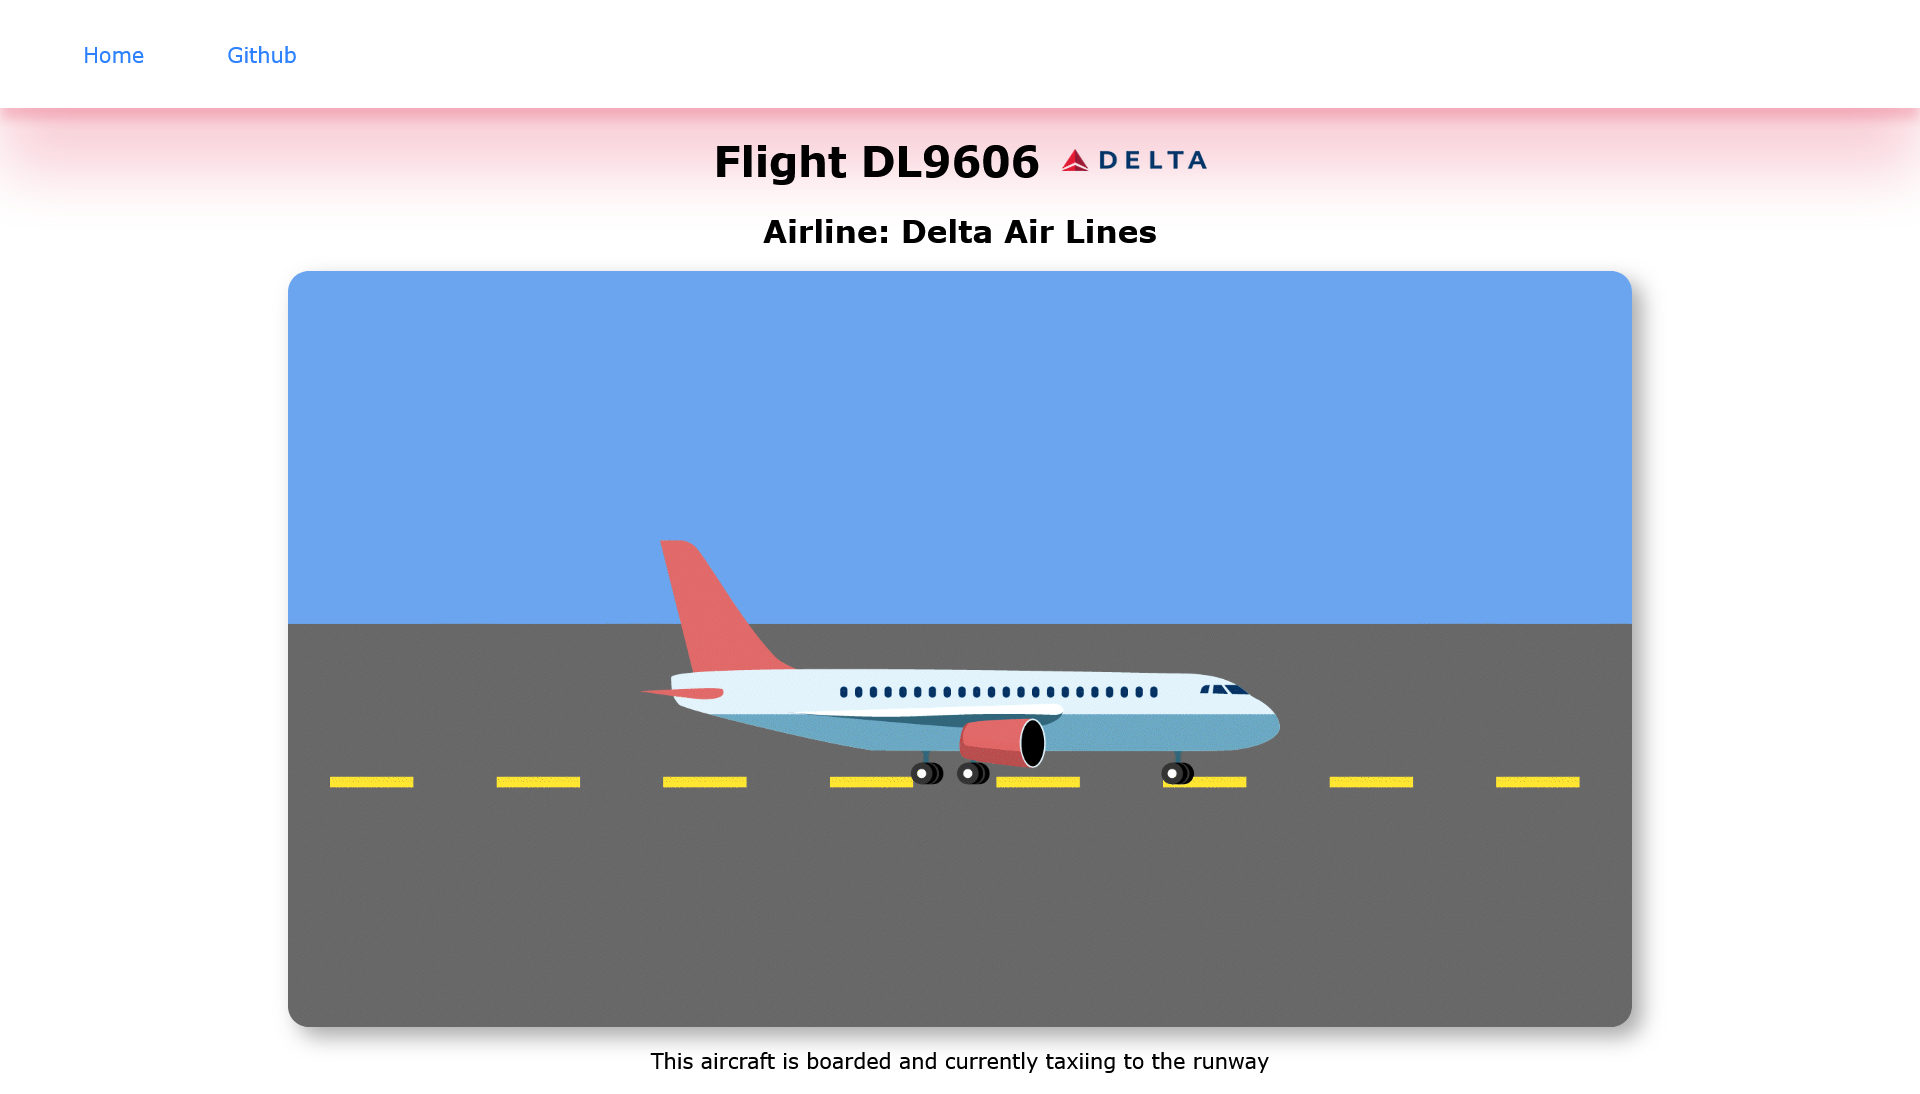 Home Github
Flight DL9606 DELTA
Airline: Delta Air Lines
This aircraft is boarded and currently taxiing to the runway